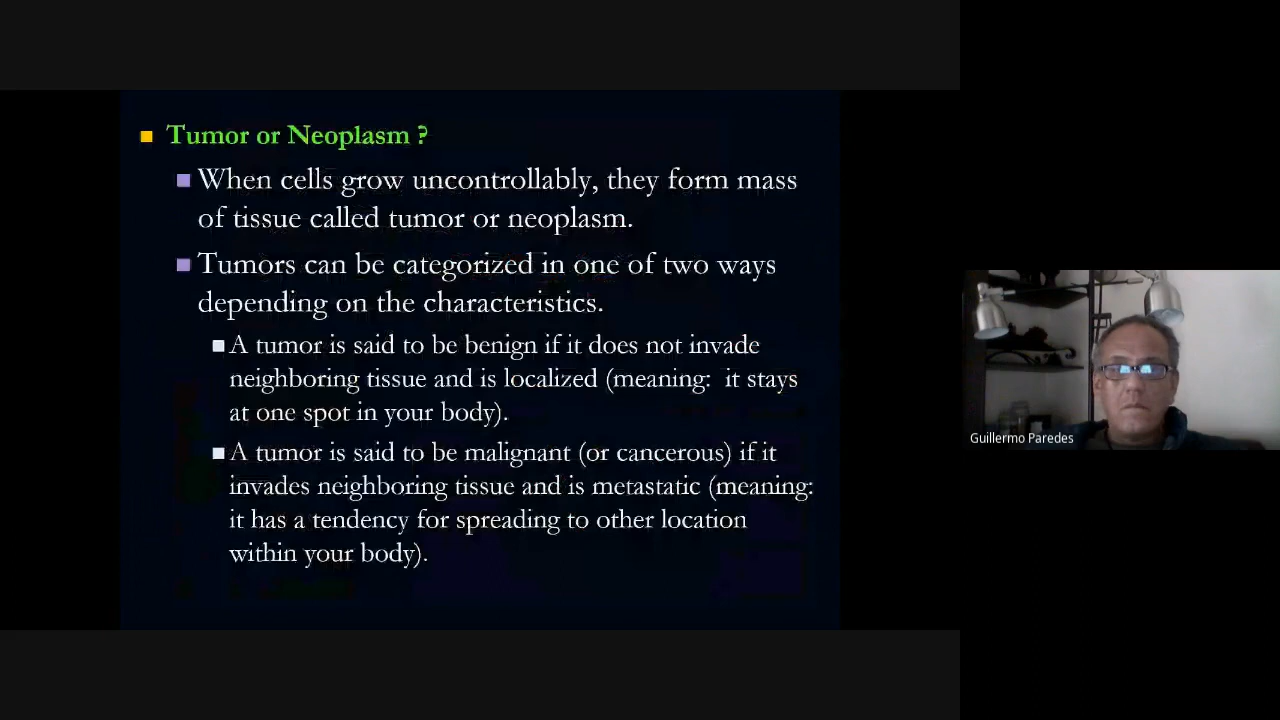 Tumor or Neoplasm ?
When cells grow uncontrollably, they form mass
of tissue called tumor or neoplasm.
Tumors can be categorized in one of two ways
depending on the characteristics.
A tumor is said to be benign if it does not invade
neighboring tissue and is localized (meaning:  it stays
at one spot in your body).
A tumor is said to be malignant (or cancerous) if it
invades neighboring tissue and is metastatic (meaning:
it has a tendency for spreading to other location
within your body).
Guillermo Paredes